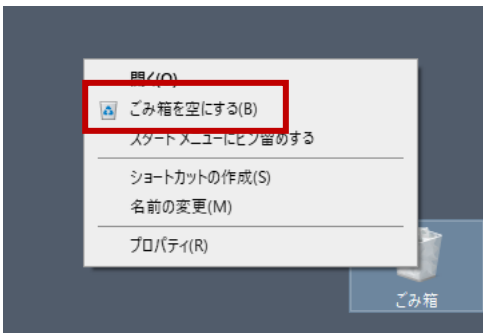 開く(O)
ごみ箱を空にする(B)
スタート メニューにピン留めする
ショートカットの作成(S)
名前の変更(M)
プロパティ(R)
ごみ箱